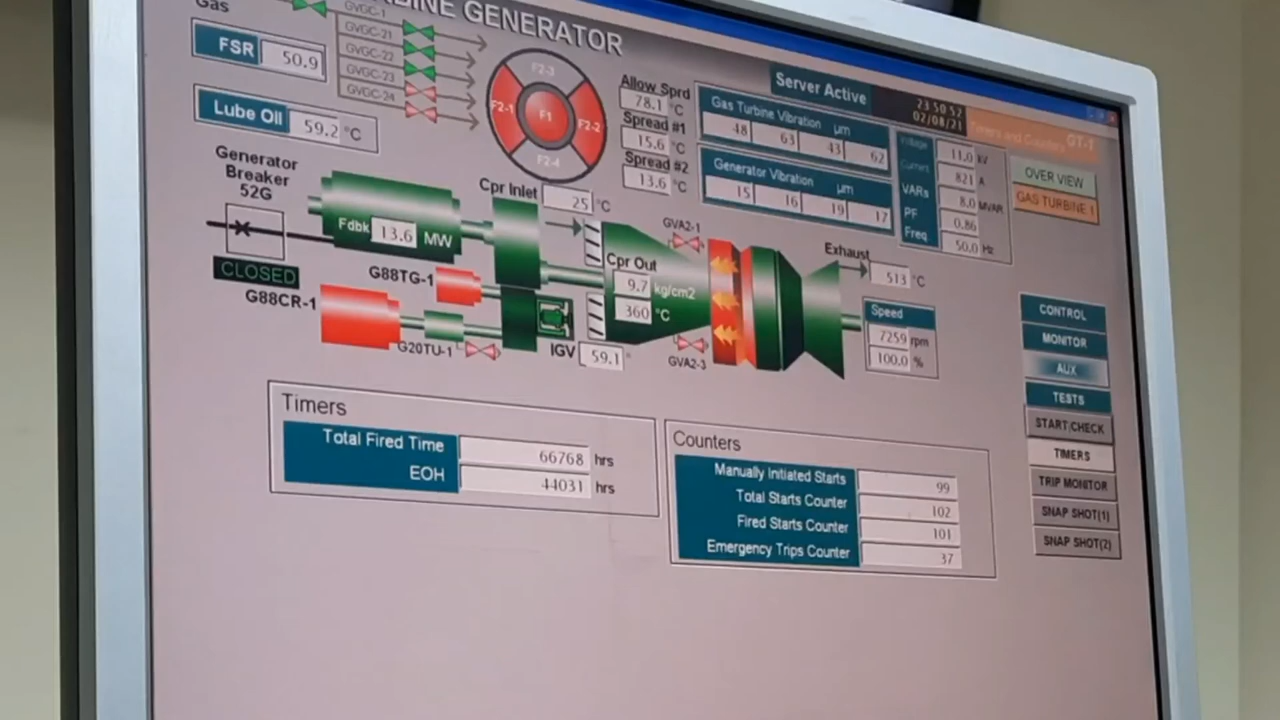 Gas
GVGC-1
GVGC-21
GVGC-22
GVGC-23
GVGC-24
FSR 50.9
Lube Oil 59.2 °C
GENERATOR
F2-3
F2-1 F1 F2-2
F2-4
Allow Sprd
78.1 °C
Spread #1
15.6 °C
Spread #2
13.6 °C
Server Active
23 50 52
02/08/21
Timers and Counters GT-1
Gas Turbine Vibration µm
48 63 43 62
Generator Vibration µm
15 16 19 17
Voltage 11.0 kV
Current 821 A
VARs 8.0 MVAR
PF 0.86
Freq 50.0 Hz
OVER VIEW
GAS TURBINE 1
Generator
Breaker
52G
CLOSED
Fdbk 13.6 MW
Cpr Inlet 25 °C
G88TG-1
G88CR-1
G20TU-1
IGV 59.1 °
Cpr Out
9.7 kg/cm2
360 °C
GVA2-1
GVA2-3
Exhaust
513 °C
Speed
7259 rpm
100.0 %
CONTROL
MONITOR
AUX
TESTS
START/CHECK
TIMERS
TRIP MONITOR
SNAP SHOT(1)
SNAP SHOT(2)
Timers
Total Fired Time 66768 hrs
EOH 44031 hrs
Counters
Manually Initiated Starts 99
Total Starts Counter 102
Fired Starts Counter 101
Emergency Trips Counter 37